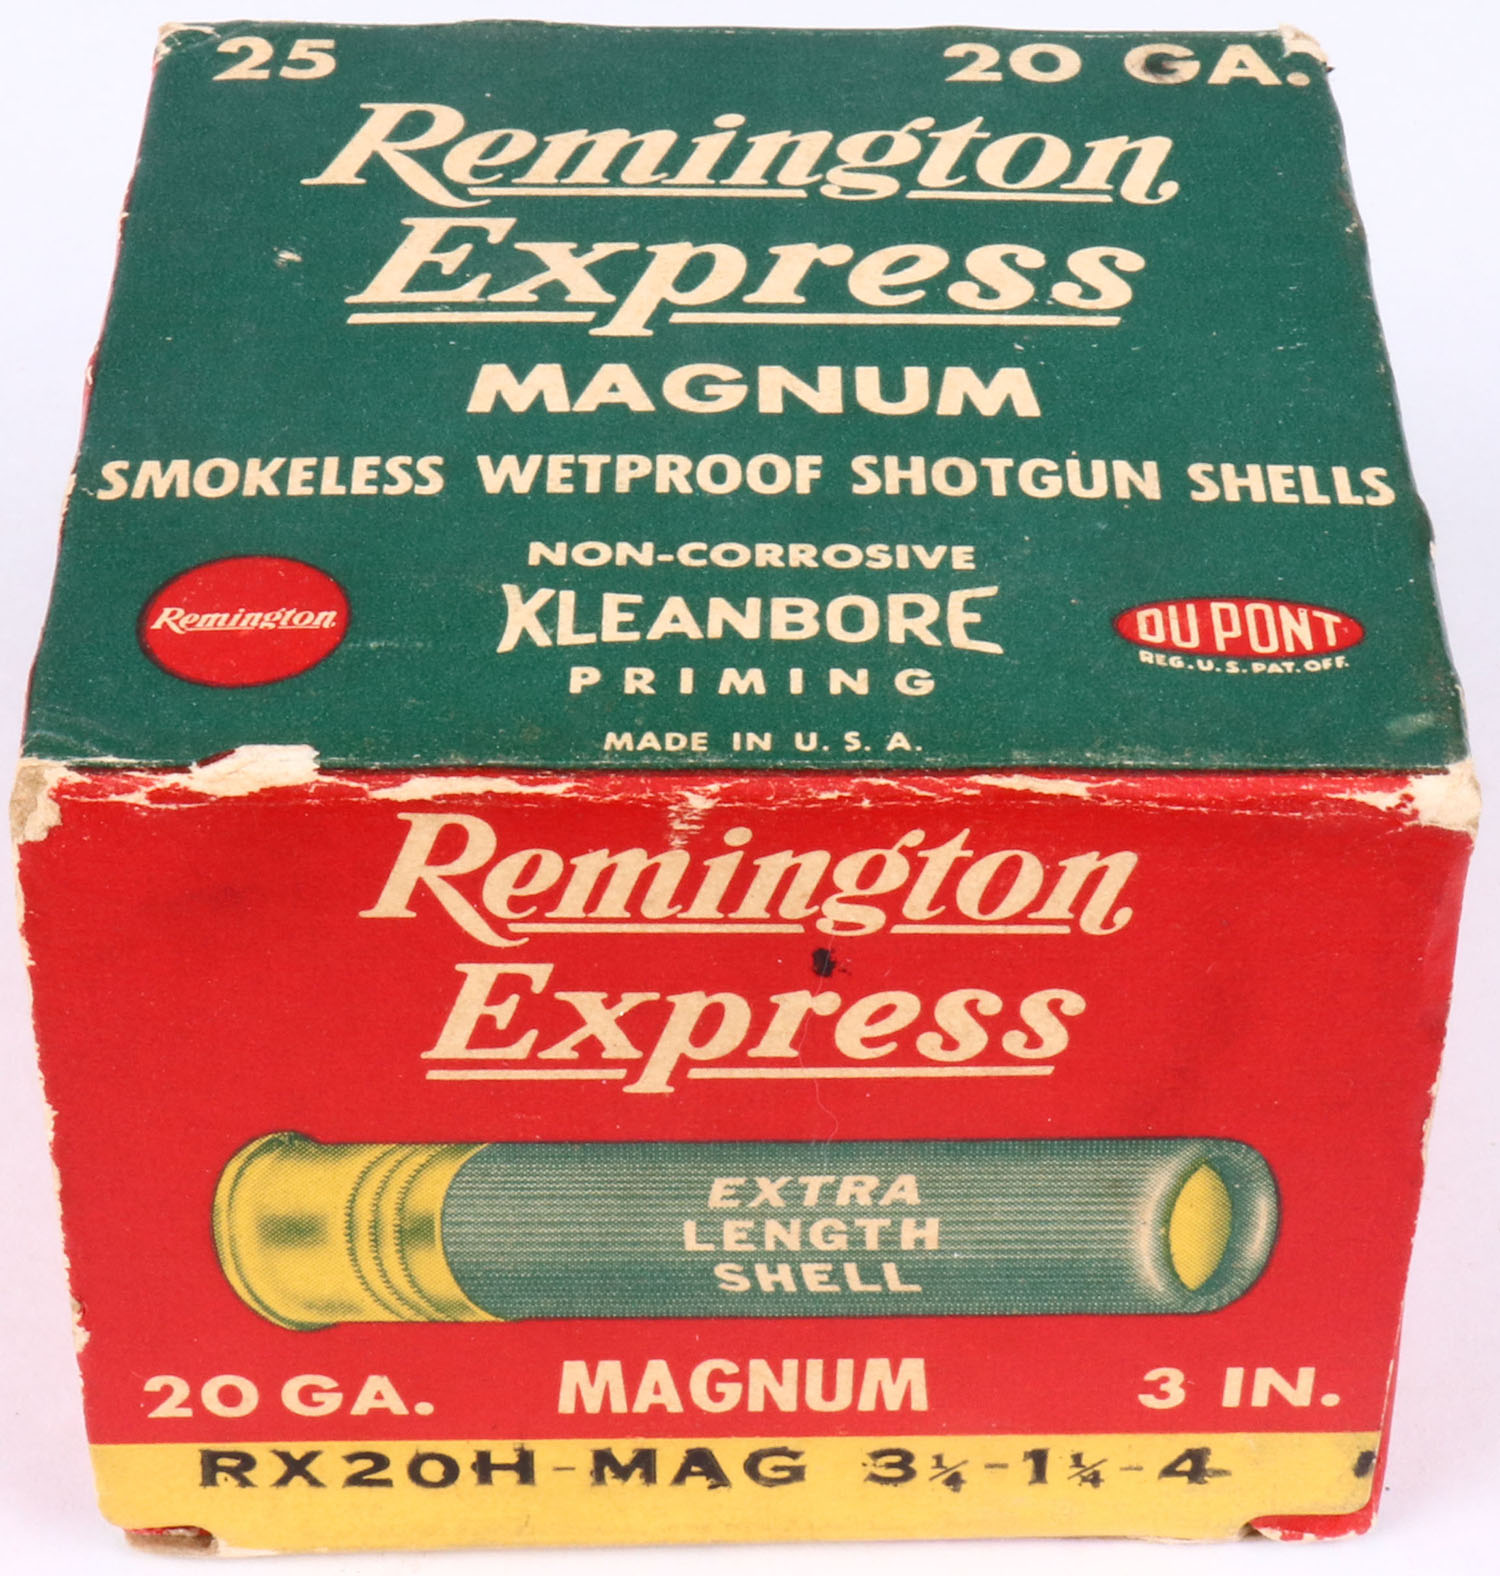 25 20 GA.
Remington
Express
MAGNUM
SMOKELESS WETPROOF SHOTGUN SHELLS
NON-CORROSIVE
KLEANBORE
PRIMING
Remington
DU PONT
REG. U. S. PAT. OFF.
MADE IN U. S. A.
Remington
Express
EXTRA
LENGTH
SHELL
20 GA. MAGNUM 3 IN.
RX20H-MAG 3¼-1¼-4